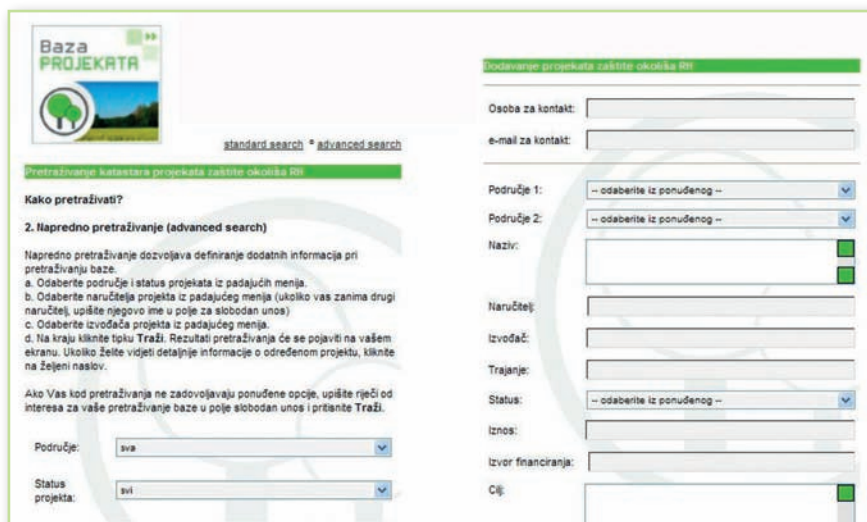 Baza
PROJEKATA
standard search * advanced search
Pretraživanje katastara projekata zaštite okoliša RH
Kako pretraživati?
2. Napredno pretraživanje (advanced search)
Napredno pretraživanje dozvoljava definiranje dodatnih informacija pri
pretraživanju baze.
a. Odaberite područje i status projekata iz padajućih menija.
b. Odaberite naručitelja projekta iz padajućeg menija (ukoliko vas zanima drugi
naručitelj, upišite njegovo ime u polje za slobodan unos)
c. Odaberite izvođača projekta iz padajućeg menija.
d. Na kraju kliknite tipku Traži. Rezultati pretraživanja će se pojaviti na vašem
ekranu. Ukoliko želite vidjeti detaljnije informacije o određenom projektu, kliknite
na željeni naslov.
Ako Vas kod pretraživanja ne zadovoljavaju ponuđene opcije, upišite riječi od
interesa za vaše pretraživanje baze u polje slobodan unos i pritisnite Traži.
Područje: sva
Status
projekta: svi
Dodavanje projekata zaštite okoliša RH
Osoba za kontakt:
e-mail za kontakt:
Područje 1: -- odaberite iz ponuđenog --
Područje 2: -- odaberite iz ponuđenog --
Naziv:
Naručitelj:
Izvođač:
Trajanje:
Status: -- odaberite iz ponuđenog --
Iznos:
Izvor financiranja:
Cilj: